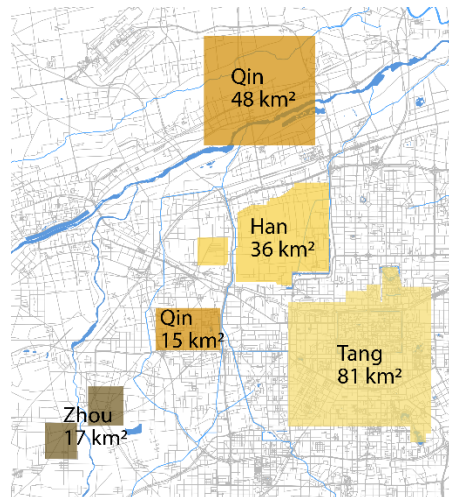 Qin
48 km²
Han
36 km²
Qin
15 km²
Tang
81 km²
Zhou
17 km²